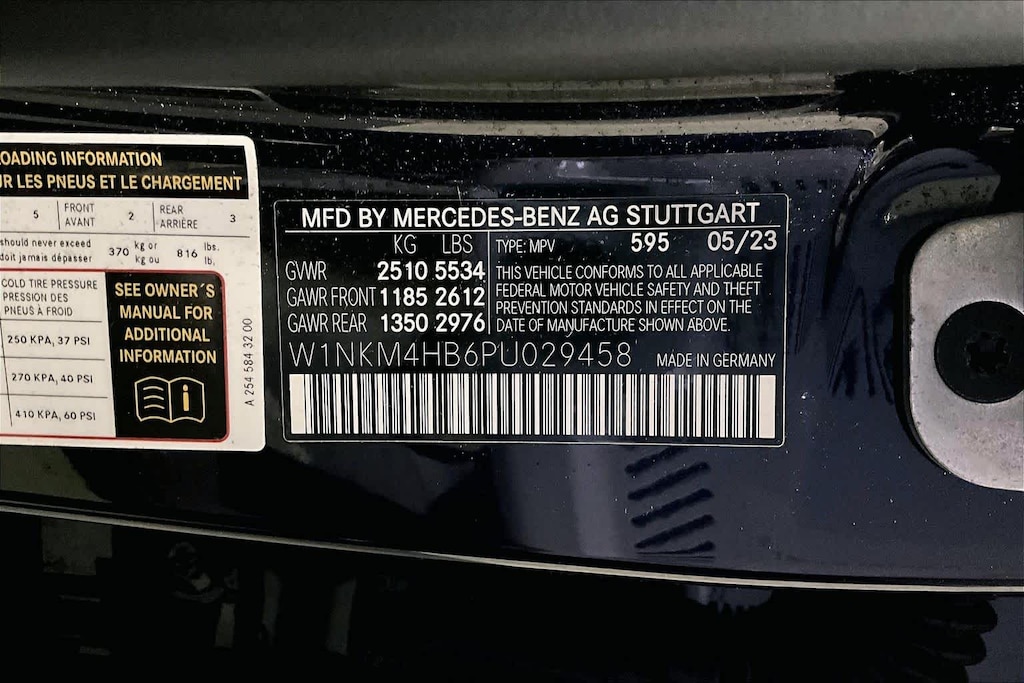 LOADING INFORMATION
UR LES PNEUS ET LE CHARGEMENT
5 FRONT AVANT 2 REAR ARRIÈRE 3
should never exceed
doit jamais dépasser
370 kg or kg ou 816 lbs. lb.
COLD TIRE PRESSURE
PRESSION DES
PNEUS À FROID
250 KPA, 37 PSI
270 KPA, 40 PSI
410 KPA, 60 PSI
SEE OWNER´S
MANUAL FOR
ADDITIONAL
INFORMATION
A 254 584 32 00
MFD BY MERCEDES-BENZ AG STUTTGART
KG LBS
GVWR 2510 5534
GAWR FRONT 1185 2612
GAWR REAR 1350 2976
TYPE: MPV 595 05/23
THIS VEHICLE CONFORMS TO ALL APPLICABLE
FEDERAL MOTOR VEHICLE SAFETY AND THEFT
PREVENTION STANDARDS IN EFFECT ON THE
DATE OF MANUFACTURE SHOWN ABOVE.
W1NKM4HB6PU029458 MADE IN GERMANY